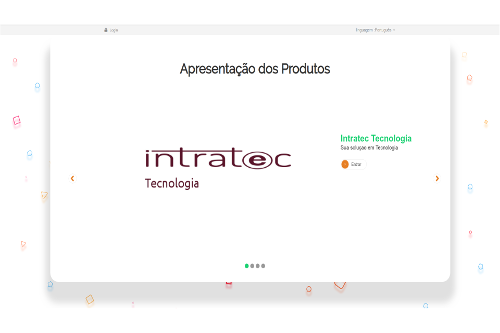 Login
Linguagem: Português
Apresentação dos Produtos
intratec
Tecnologia
Intratec Tecnologia
Sua solução em Tecnologia
Entrar